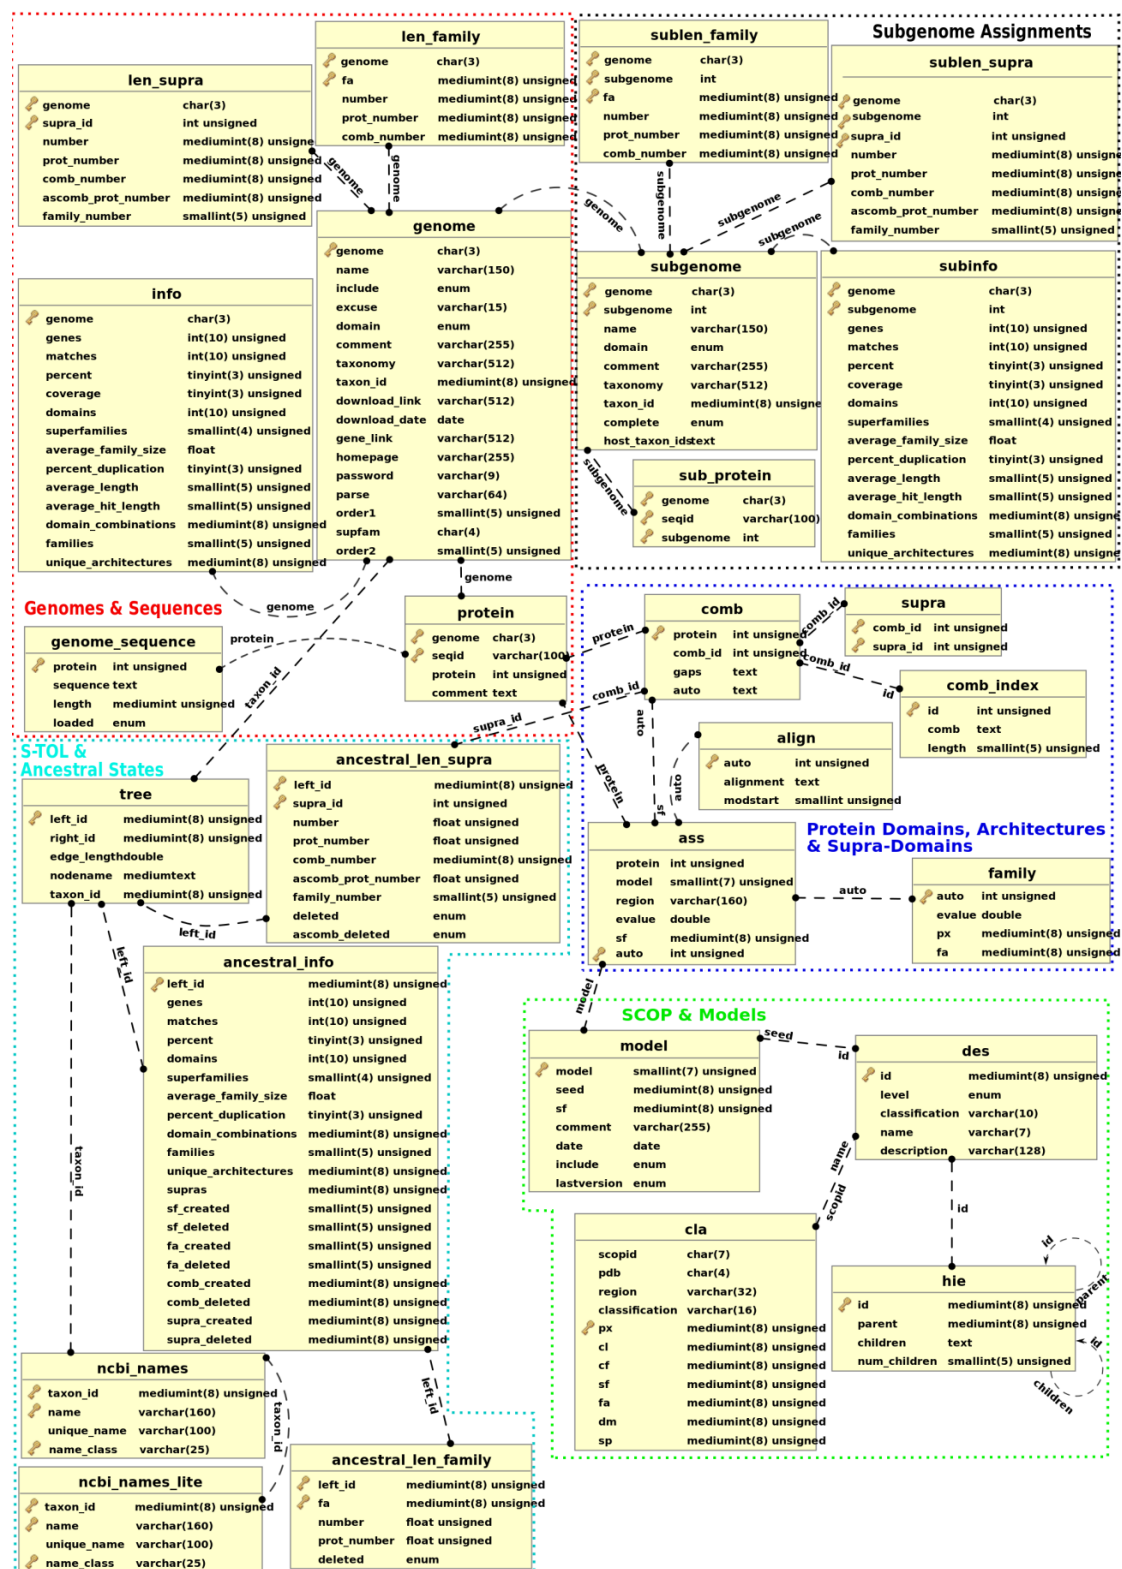 len_family
genome char(3)
fa mediumint(8) unsigned
number mediumint(8) unsigned
prot_number mediumint(8) unsigned
comb_number mediumint(8) unsigned
len_supra
genome char(3)
supra_id int unsigned
number mediumint(8) unsigne
prot_number mediumint(8) unsigned
comb_number mediumint(8) unsigned
ascomb_prot_number mediumint(8) unsigned
family_number smallint(5) unsigned
genome
genome
genome
genome
genome char(3)
name varchar(150)
include enum
excuse varchar(15)
domain enum
comment varchar(255)
taxonomy varchar(512)
taxon_id mediumint(8) unsigned
download_link varchar(512)
download_date date
gene_link varchar(512)
homepage varchar(255)
password varchar(9)
parse varchar(64)
order1 smallint(5) unsigned
supfam char(4)
order2 smallint(5) unsigned
info
genome char(3)
genes int(10) unsigned
matches int(10) unsigned
percent tinyint(3) unsigned
coverage tinyint(3) unsigned
domains int(10) unsigned
superfamilies smallint(4) unsigned
average_family_size float
percent_duplication tinyint(3) unsigned
average_length smallint(5) unsigned
average_hit_length smallint(5) unsigned
domain_combinations mediumint(8) unsigned
families smallint(5) unsigned
unique_architectures mediumint(8) unsigned
genome
genome
Genomes & Sequences
genome_sequence
protein int unsigned
sequence text
length mediumint unsigned
loaded enum
protein
taxon_id
protein
genome char(3)
seqid varchar(100)
protein int unsigned
comment text
Subgenome Assignments
sublen_family
genome char(3)
subgenome int
fa mediumint(8) unsigned
number mediumint(8) unsigned
prot_number mediumint(8) unsigned
comb_number mediumint(8) unsigned
sublen_supra
genome char(3)
subgenome int
supra_id int unsigned
number mediumint(8) unsigne
prot_number mediumint(8) unsigned
comb_number mediumint(8) unsigned
ascomb_prot_number mediumint(8) unsigned
family_number smallint(5) unsigned
subgenome
subgenome
subgenome
subgenome
genome char(3)
subgenome int
name varchar(150)
domain enum
comment varchar(255)
taxonomy varchar(512)
taxon_id mediumint(8) unsigne
complete enum
host_taxon_ids text
subgenome
sub_protein
genome char(3)
seqid varchar(100)
subgenome int
subinfo
genome char(3)
subgenome int
genes int(10) unsigned
matches int(10) unsigned
percent tinyint(3) unsigned
coverage tinyint(3) unsigned
domains int(10) unsigned
superfamilies smallint(4) unsigned
average_family_size float
percent_duplication tinyint(3) unsigned
average_length smallint(5) unsigned
average_hit_length smallint(5) unsigned
domain_combinations mediumint(8) unsigned
families smallint(5) unsigned
unique_architectures mediumint(8) unsigned
genome
protein
comb
protein int unsigned
comb_id int unsigned
gaps text
auto text
comb_id
supra
comb_id int unsigned
supra_id int unsigned
comb_id
id
comb_index
id int unsigned
comb text
length smallint(5) unsigned
comb_id
supra_id
auto
sf
auto
protein
align
auto int unsigned
alignment text
modstart smallint unsigned
Protein Domains, Architectures
& Supra-Domains
ass
protein int unsigned
model smallint(7) unsigned
region varchar(160)
evalue double
sf mediumint(8) unsigned
auto int unsigned
auto
family
auto int unsigned
evalue double
px mediumint(8) unsigned
fa mediumint(8) unsigned
S-TOL &
Ancestral States
tree
left_id mediumint(8) unsigned
right_id mediumint(8) unsigned
edge_length double
nodename mediumtext
taxon_id mediumint(8) unsigned
left_id
left_id
taxon_id
ancestral_len_supra
left_id mediumint(8) unsigned
supra_id int unsigned
number float unsigned
prot_number float unsigned
comb_number mediumint(8) unsigned
ascomb_prot_number float unsigned
family_number smallint(5) unsigned
deleted enum
ascomb_deleted enum
ancestral_info
left_id mediumint(8) unsigned
genes int(10) unsigned
matches int(10) unsigned
percent tinyint(3) unsigned
domains int(10) unsigned
superfamilies smallint(4) unsigned
average_family_size float
percent_duplication tinyint(3) unsigned
domain_combinations mediumint(8) unsigned
families smallint(5) unsigned
unique_architectures mediumint(8) unsigned
supras mediumint(8) unsigned
sf_created smallint(5) unsigned
sf_deleted smallint(5) unsigned
fa_created smallint(5) unsigned
fa_deleted smallint(5) unsigned
comb_created mediumint(8) unsigned
comb_deleted mediumint(8) unsigned
supra_created mediumint(8) unsigned
supra_deleted mediumint(8) unsigned
ncbi_names
taxon_id mediumint(8) unsigned
name varchar(160)
unique_name varchar(100)
name_class varchar(25)
taxon_id
left_id
ncbi_names_lite
taxon_id mediumint(8) unsigned
name varchar(160)
unique_name varchar(100)
name_class varchar(25)
ancestral_len_family
left_id mediumint(8) unsigned
fa mediumint(8) unsigned
number float unsigned
prot_number float unsigned
deleted enum
model
SCOP & Models
model
model smallint(7) unsigned
seed mediumint(8) unsigned
sf mediumint(8) unsigned
comment varchar(255)
date date
include enum
lastversion enum
seed
id
des
id mediumint(8) unsigned
level enum
classification varchar(10)
name varchar(7)
description varchar(128)
name
scopid
id
cla
scopid char(7)
pdb char(4)
region varchar(32)
classification varchar(16)
px mediumint(8) unsigned
cl mediumint(8) unsigned
cf mediumint(8) unsigned
sf mediumint(8) unsigned
fa mediumint(8) unsigned
dm mediumint(8) unsigned
sp mediumint(8) unsigned
hie
id mediumint(8) unsigned
parent mediumint(8) unsigned
children text
num_children smallint(5) unsigned
id
parent
id
children